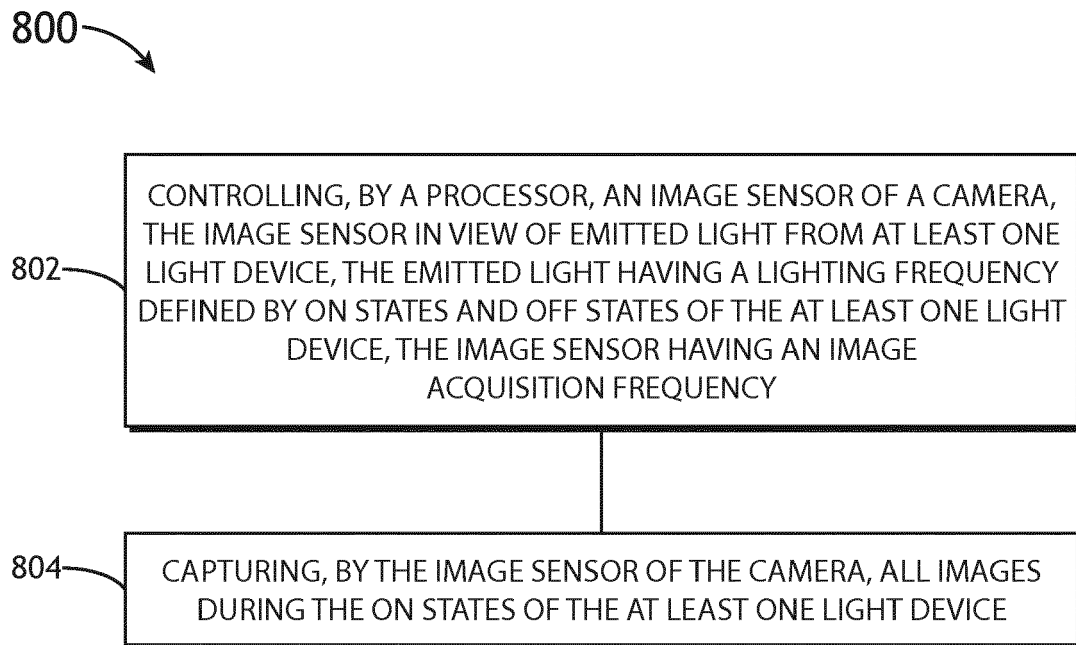 800
802
CONTROLLING, BY A PROCESSOR, AN IMAGE SENSOR OF A CAMERA,
THE IMAGE SENSOR IN VIEW OF EMITTED LIGHT FROM AT LEAST ONE
LIGHT DEVICE, THE EMITTED LIGHT HAVING A LIGHTING FREQUENCY
DEFINED BY ON STATES AND OFF STATES OF THE AT LEAST ONE LIGHT
DEVICE, THE IMAGE SENSOR HAVING AN IMAGE
ACQUISITION FREQUENCY
804
CAPTURING, BY THE IMAGE SENSOR OF THE CAMERA, ALL IMAGES
DURING THE ON STATES OF THE AT LEAST ONE LIGHT DEVICE